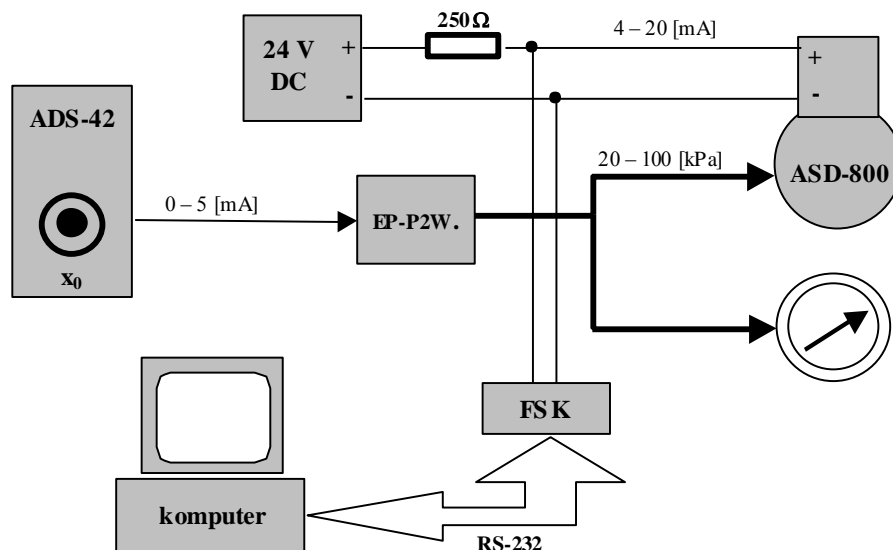 250Ω
24 V
DC
+
-
4 – 20 [mA]
+
-
ADS-42
x₀
0 – 5 [mA]
EP-P2W.
20 – 100 [kPa]
ASD-800
FSK
komputer
RS-232